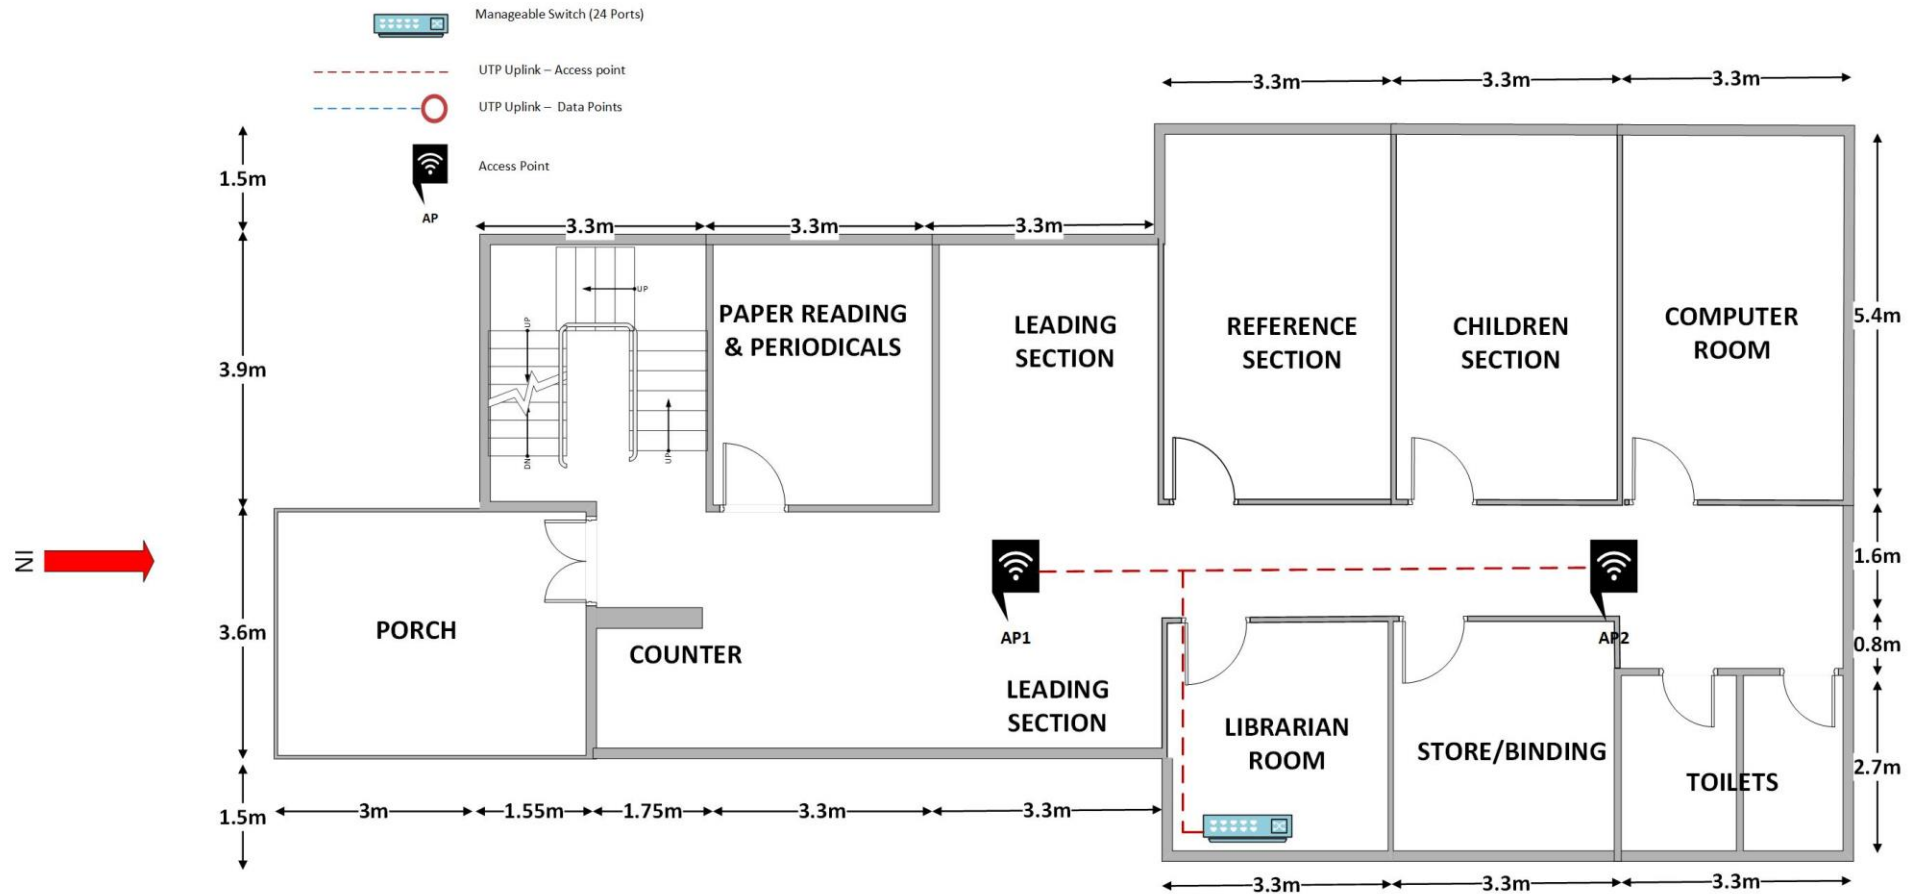 Manageable Switch (24 Ports)
UTP Uplink – Access point
UTP Uplink – Data Points
Access Point
AP
3.3m
3.3m
3.3m
1.5m
3.3m
3.3m
3.3m
UP
UP
PAPER READING
& PERIODICALS
LEADING
SECTION
REFERENCE
SECTION
CHILDREN
SECTION
COMPUTER
ROOM
5.4m
3.9m
DN
UP
IN
1.6m
PORCH
3.6m
COUNTER
AP1
AP2
0.8m
LEADING
SECTION
LIBRARIAN
ROOM
STORE/BINDING
TOILETS
2.7m
1.5m
3m
1.55m
1.75m
3.3m
3.3m
3.3m
3.3m
3.3m